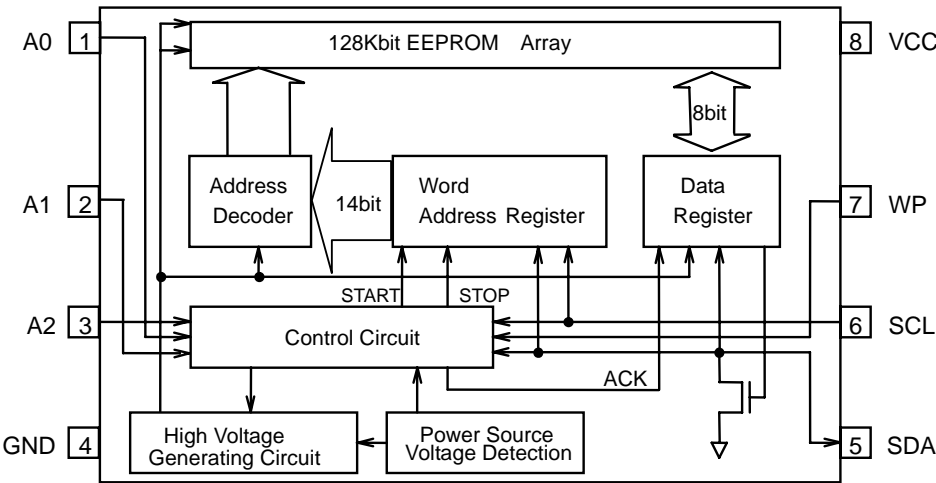 A0 1
128Kbit EEPROM Array
8 VCC
8bit
A1 2
Address
Decoder
14bit
Word
Address Register
Data
Register
7 WP
START STOP
A2 3
Control Circuit
6 SCL
ACK
GND 4
High Voltage
Generating Circuit
Power Source
Voltage Detection
5 SDA